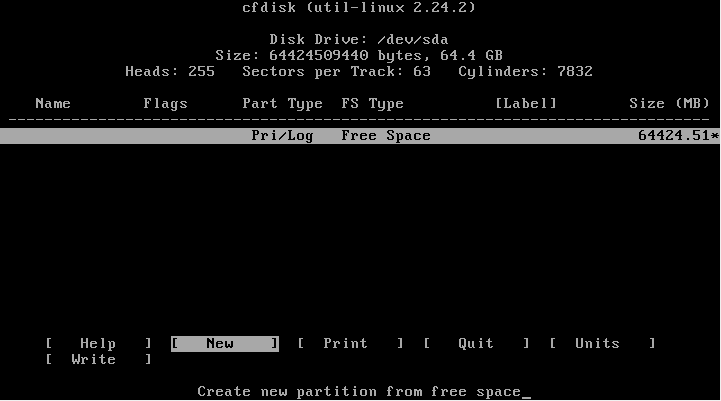 cfdisk (util-linux 2.24.2)
Disk Drive: /dev/sda
Size: 64424509440 bytes, 64.4 GB
Heads: 255   Sectors per Track: 63   Cylinders: 7832
Name        Flags      Part Type  FS Type          [Label]        Size (MB)
Pri/Log   Free Space                       64424.51*
[   Help   ]  [   New    ]  [  Print   ]  [   Quit   ]  [  Units   ]
[  Write   ]
Create new partition from free space_